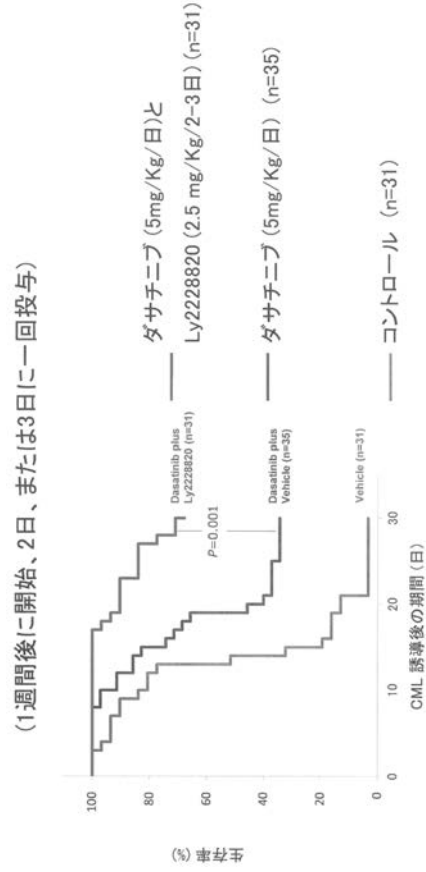 (1週間後に開始、2日、または3日に一回投与)
生存率 (%)
100
80
60
40
20
0
0
10
20
30
CML 誘導後の期間 (日)
P=0.001
Dasatinib plus
Ly2228820 (n=31)
Dasatinib plus
Vehicle (n=35)
Vehicle (n=31)
ダサチニブ (5mg/Kg/日)と
Ly2228820 (2.5 mg/Kg/2-3日) (n=31)
ダサチニブ (5mg/Kg/日) (n=35)
コントロール (n=31)